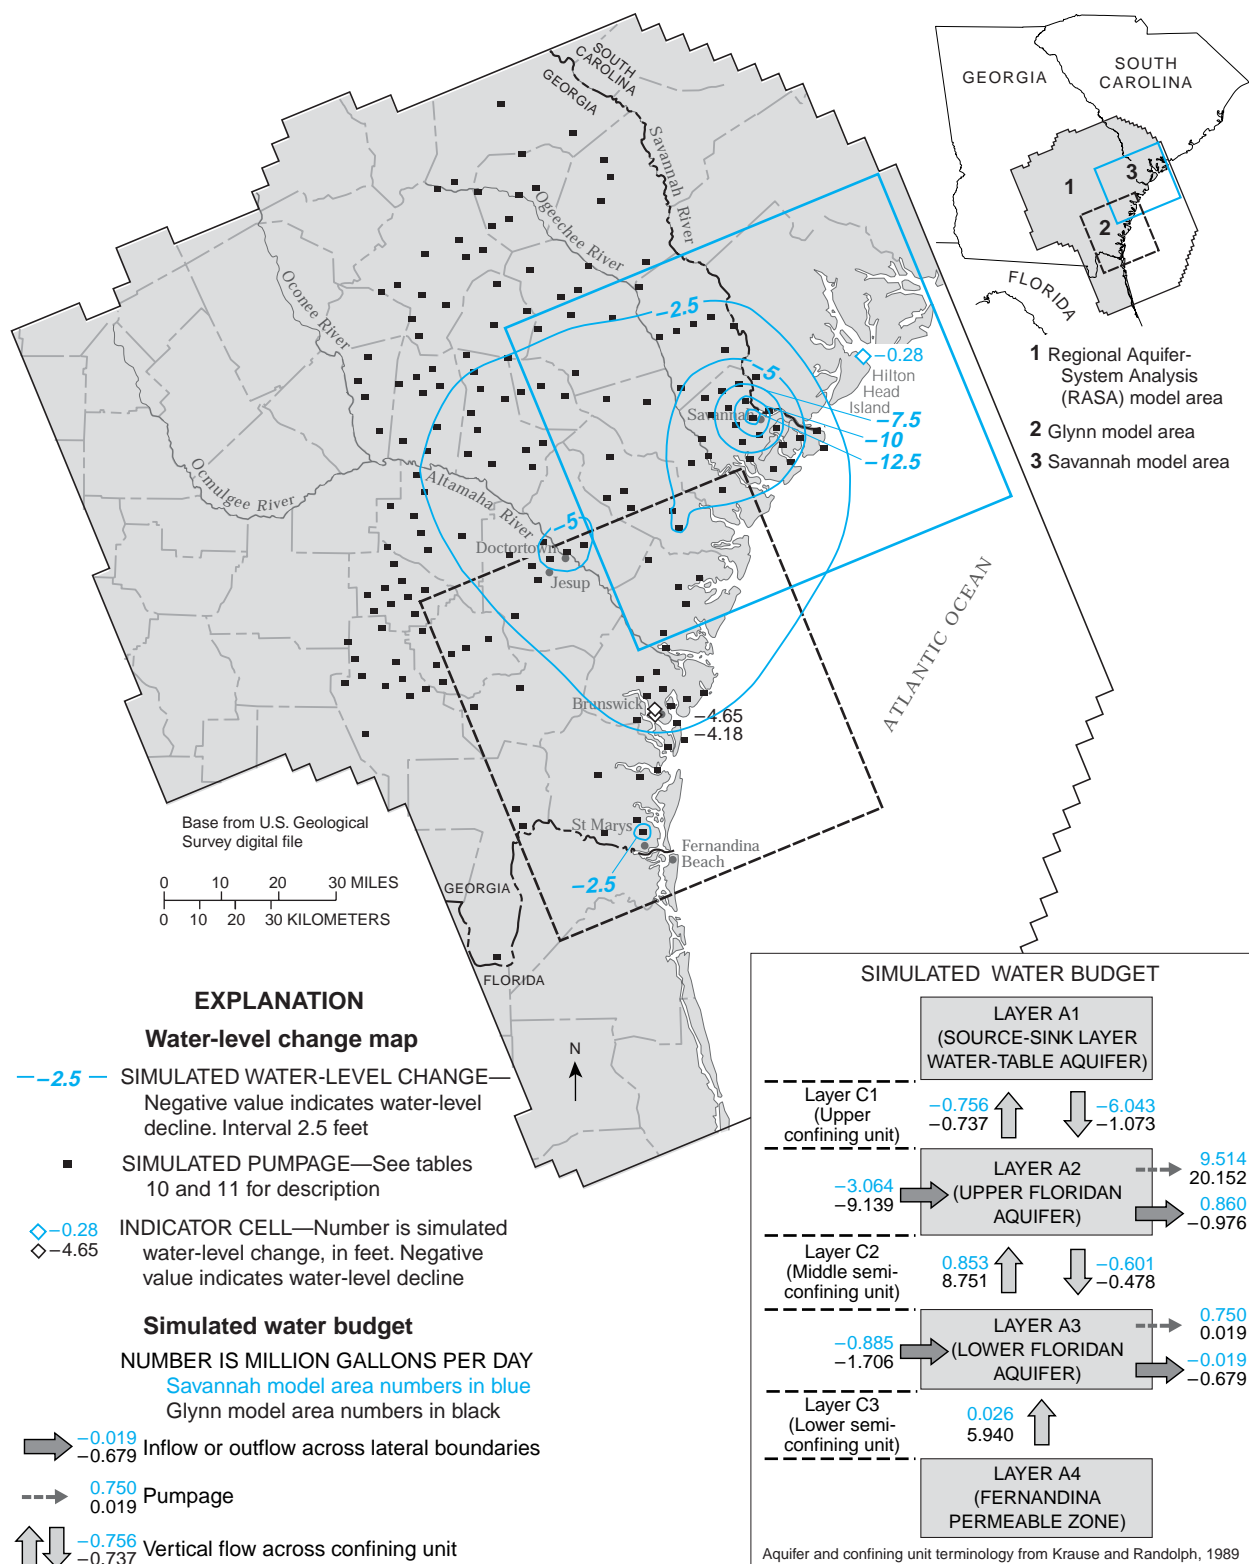 SOUTH CAROLINA
GEORGIA
Savannah River
Ogeechee River
Oconee River
Ocmulgee River
Altamaha River
−2.5
−5
−0.28
Hilton
Head
Island
Savannah
−7.5
−10
−12.5
−5
Doctortown
Jesup
Brunswick
−4.65
−4.18
ATLANTIC OCEAN
St Marys
Fernandina
Beach
−2.5
GEORGIA
FLORIDA
Base from U.S. Geological
Survey digital file
0 10 20 30 MILES
0 10 20 30 KILOMETERS
N
GEORGIA
SOUTH
CAROLINA
FLORIDA
1
2
3
1 Regional Aquifer-
System Analysis
(RASA) model area
2 Glynn model area
3 Savannah model area
EXPLANATION
Water-level change map
−2.5 SIMULATED WATER-LEVEL CHANGE—
Negative value indicates water-level
decline. Interval 2.5 feet
SIMULATED PUMPAGE—See tables
10 and 11 for description
−0.28 INDICATOR CELL—Number is simulated
−4.65 water-level change, in feet. Negative
value indicates water-level decline
Simulated water budget
NUMBER IS MILLION GALLONS PER DAY
Savannah model area numbers in blue
Glynn model area numbers in black
−0.019
−0.679 Inflow or outflow across lateral boundaries
0.750
0.019 Pumpage
−0.756
−0.737 Vertical flow across confining unit
SIMULATED WATER BUDGET
LAYER A1
(SOURCE-SINK LAYER
WATER-TABLE AQUIFER)
Layer C1
(Upper
confining unit)
−0.756
−0.737
−6.043
−1.073
−3.064
−9.139
LAYER A2
(UPPER FLORIDAN
AQUIFER)
9.514
20.152
0.860
−0.976
Layer C2
(Middle semi-
confining unit)
0.853
8.751
−0.601
−0.478
−0.885
−1.706
LAYER A3
(LOWER FLORIDAN
AQUIFER)
0.750
0.019
−0.019
−0.679
Layer C3
(Lower semi-
confining unit)
0.026
5.940
LAYER A4
(FERNANDINA
PERMEABLE ZONE)
Aquifer and confining unit terminology from Krause and Randolph, 1989